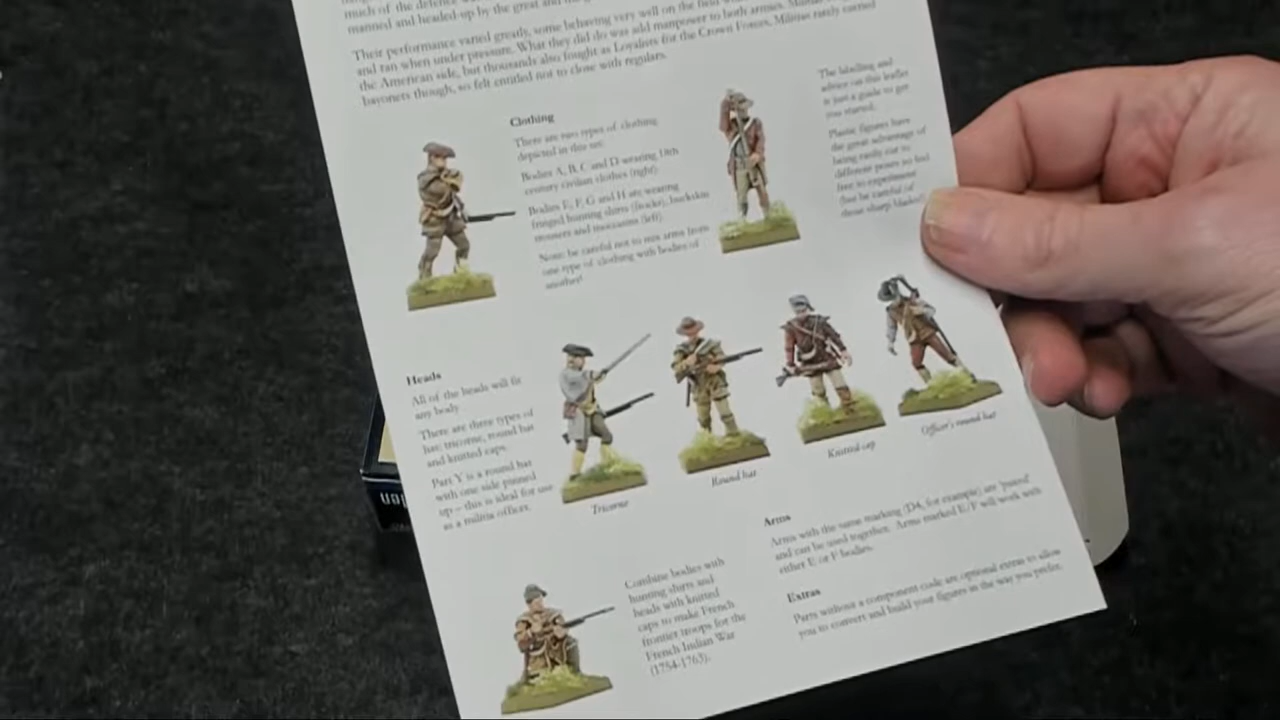 much of the defence
manned and headed-up by the great and
Their performance varied greatly, some behaving very well on the field
and ran when under pressure. What they did do was add manpower to both armies.
the American side, but thousands also fought as Loyalists for the Crown Forces. Militias rarely carried
bayonets though, so felt entitled not to close with regulars.
Clothing
There are two types of clothing
depicted in this set:
Bodies A, B, C and D wearing 18th
century civilian clothes (right).
Bodies E, F, G and H are wearing
fringed hunting shirts (frocks), buckskin
trousers and moccasins (left).
Note: be careful not to mix arms from
one type of clothing with bodies of
another!
The labelling and
advice on this leaflet
is just a guide to get
you started.
Plastic figures have
the great advantage of
being easily cut to
different poses so feel
free to experiment
(but be careful of
those sharp blades!)
Heads
All of the heads will fit
any body.
There are three types of
hat: tricorne, round hat
and knitted caps.
Part Y is a round hat
with one side pinned
up – this is ideal for use
as a militia officer.
Tricorne
Round hat
Knitted cap
Officer's round hat
Arms
Arms with the same marking (DA, for example) are 'paired'
and can be used together. Arms marked E/F will work with
either E or F bodies.
Extras
Parts without a component code are optional extras to allow
you to convert and build your figures in the way you prefer.
Combine bodies with
hunting shirts and
heads with knitted
caps to make French
frontier troops for the
French Indian War
(1754-1763).